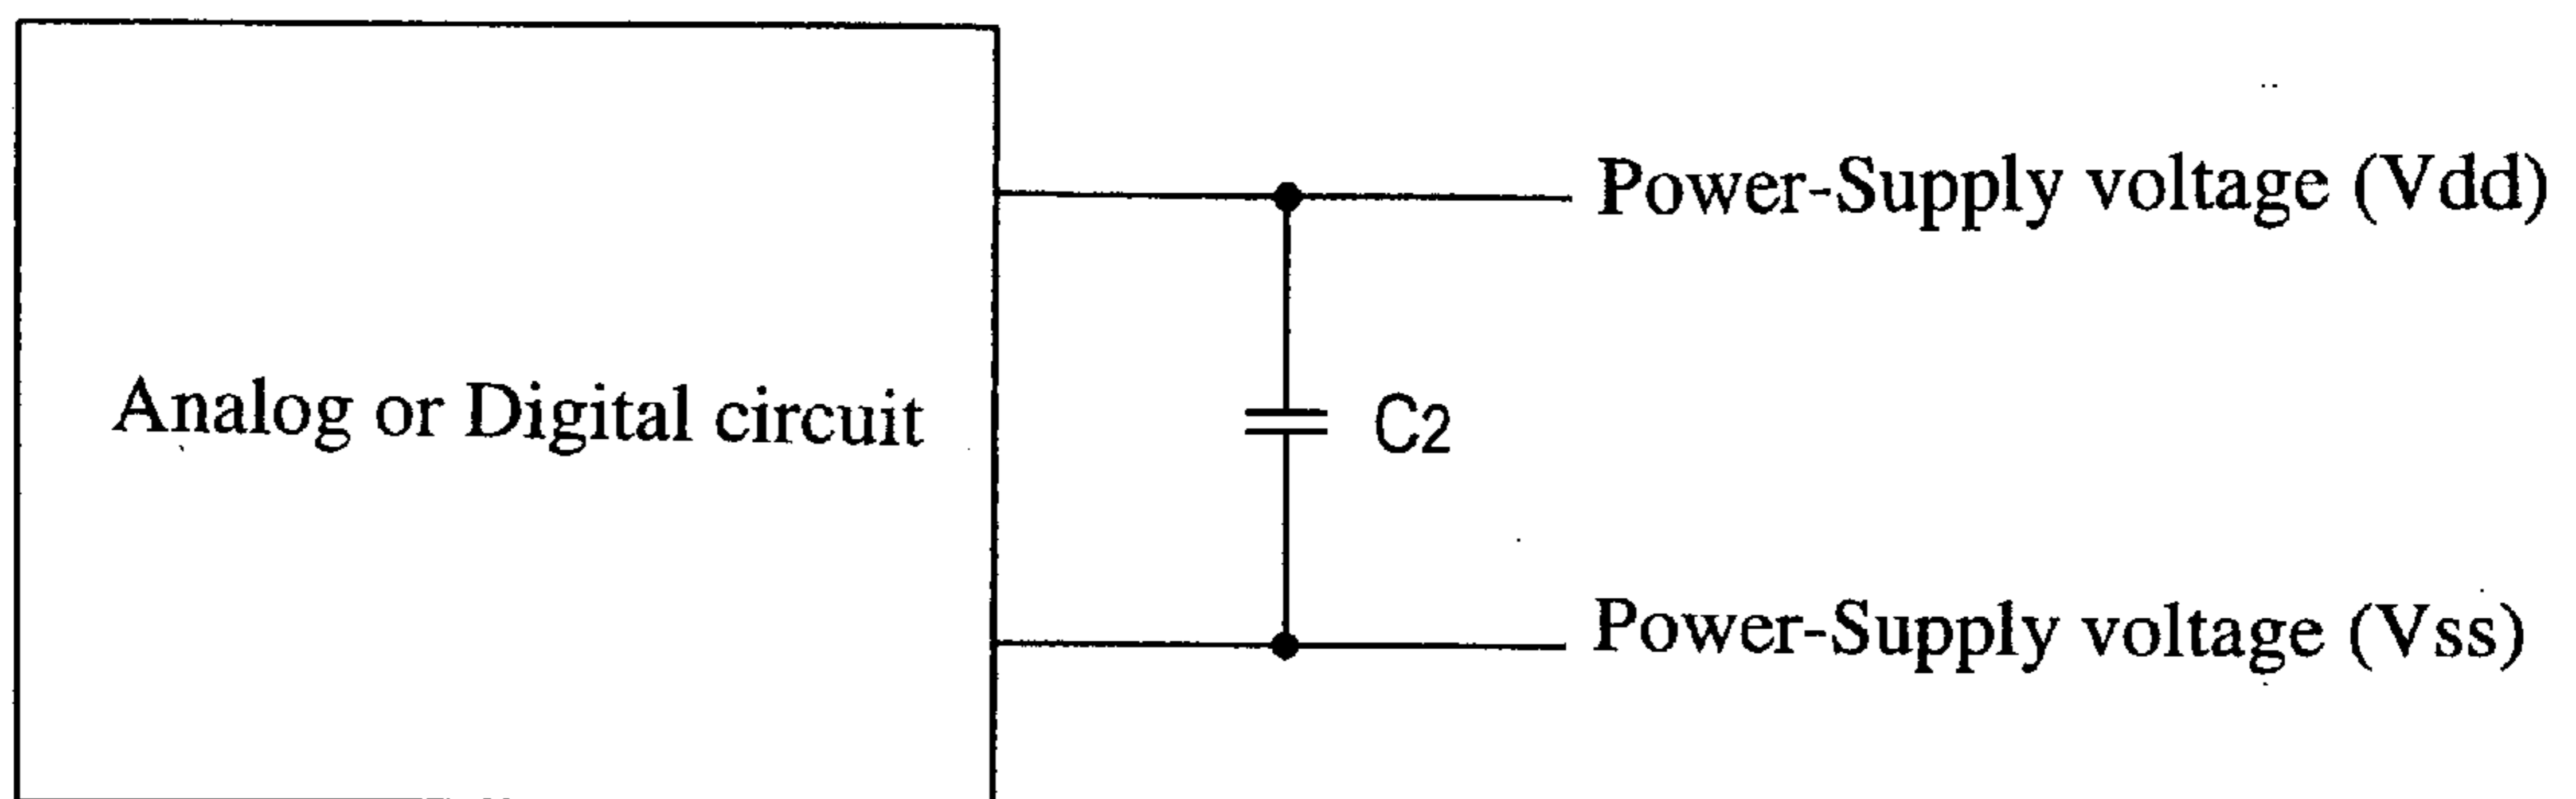 Power-Supply voltage (Vdd)
Analog or Digital circuit
C2
Power-Supply voltage (Vss)